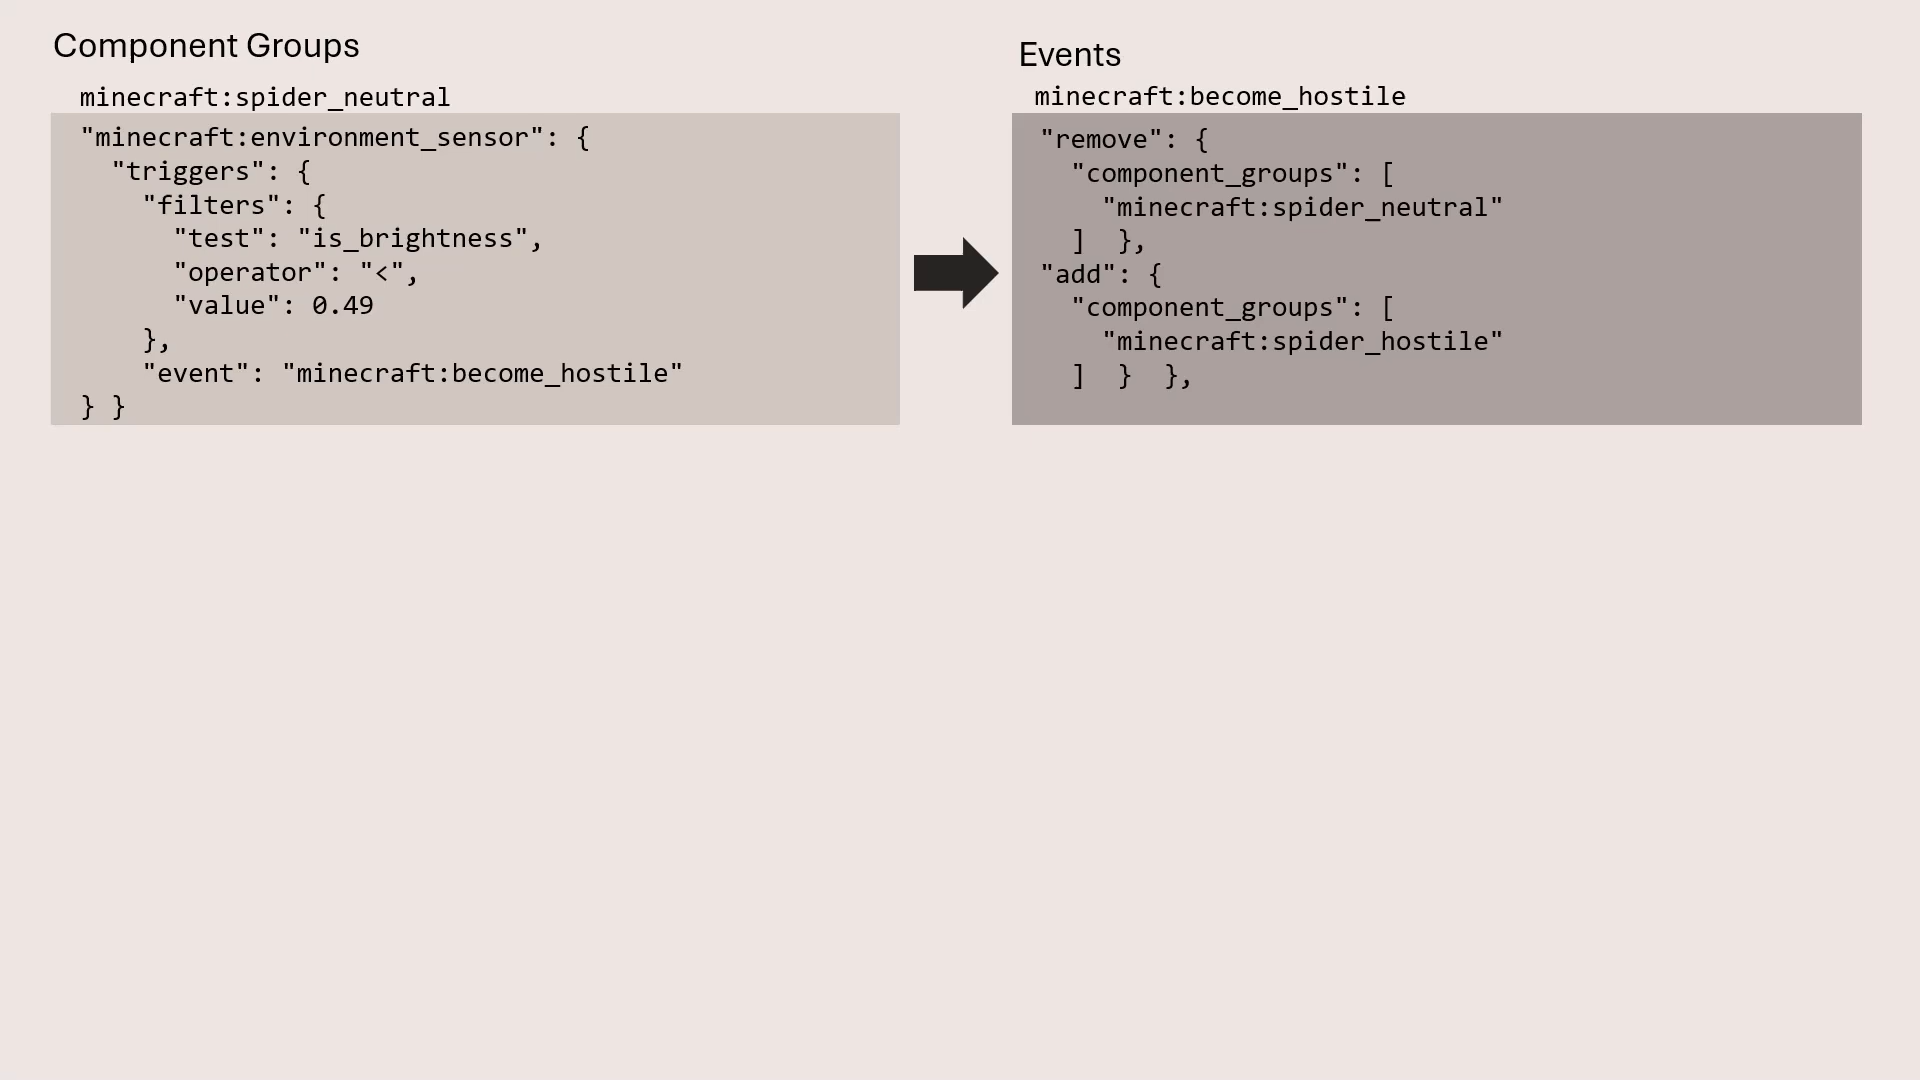 Component Groups
minecraft:spider_neutral
"minecraft:environment_sensor": {
  "triggers": {
    "filters": {
      "test": "is_brightness",
      "operator": "<",
      "value": 0.49
    },
    "event": "minecraft:become_hostile"
} }
Events
minecraft:become_hostile
"remove": {
  "component_groups": [
    "minecraft:spider_neutral"
  ]  },
"add": {
  "component_groups": [
    "minecraft:spider_hostile"
  ]  }  },